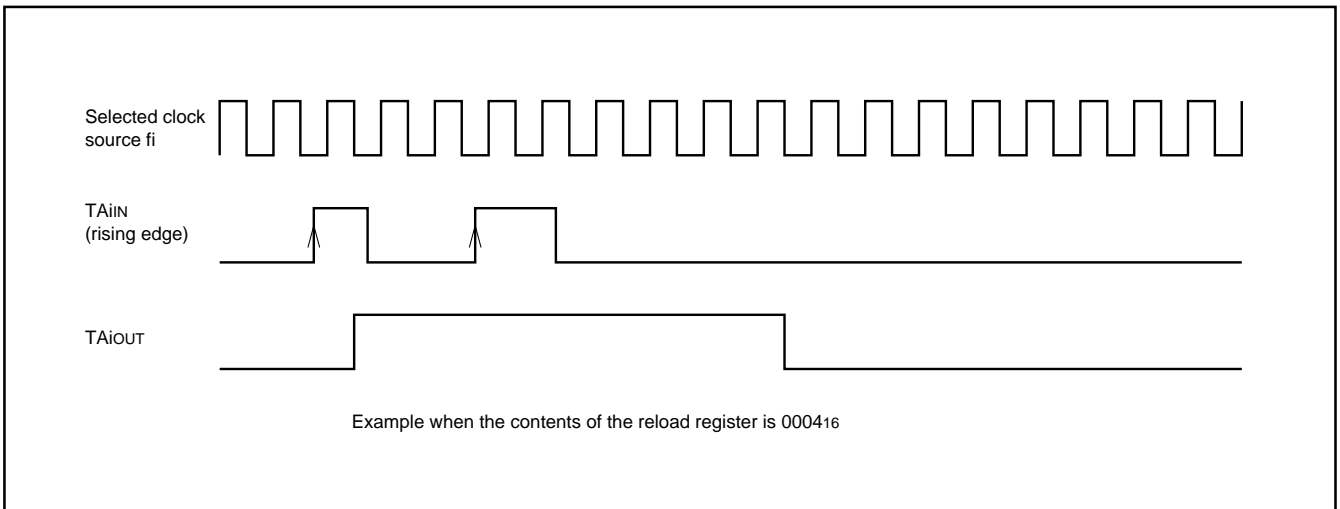 Selected clock
source fi
TAiIN
(rising edge)
TAiOUT
Example when the contents of the reload register is 000416